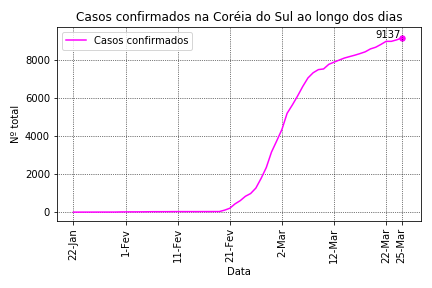 Casos confirmados na Coréia do Sul ao longo dos dias
Casos confirmados
9137
Nº total
8000
6000
4000
2000
0
22-Jan
1-Fev
11-Fev
21-Fev
2-Mar
12-Mar
22-Mar
25-Mar
Data